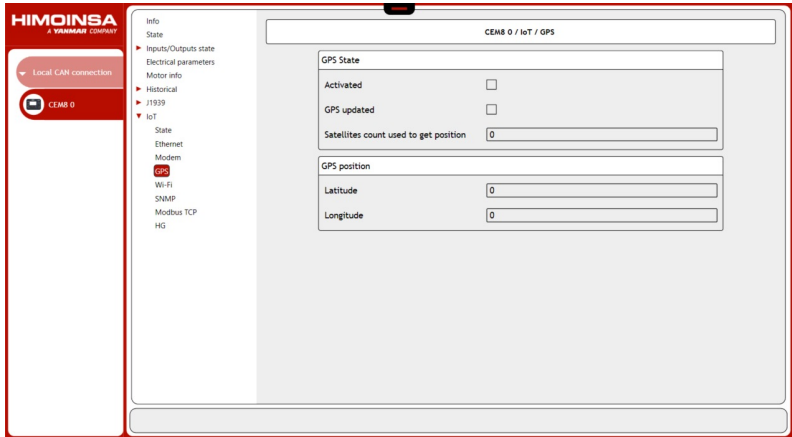 HIMOINSA
A YANMAR COMPANY
Local CAN connection
CEM8 0
Info
State
Inputs/Outputs state
Electrical parameters
Motor info
Historical
J1939
IoT
State
Ethernet
Modem
GPS
Wi-Fi
SNMP
Modbus TCP
HG
CEM8 0 / IoT / GPS
GPS State
Activated
GPS updated
Satellites count used to get position 0
GPS position
Latitude 0
Longitude 0